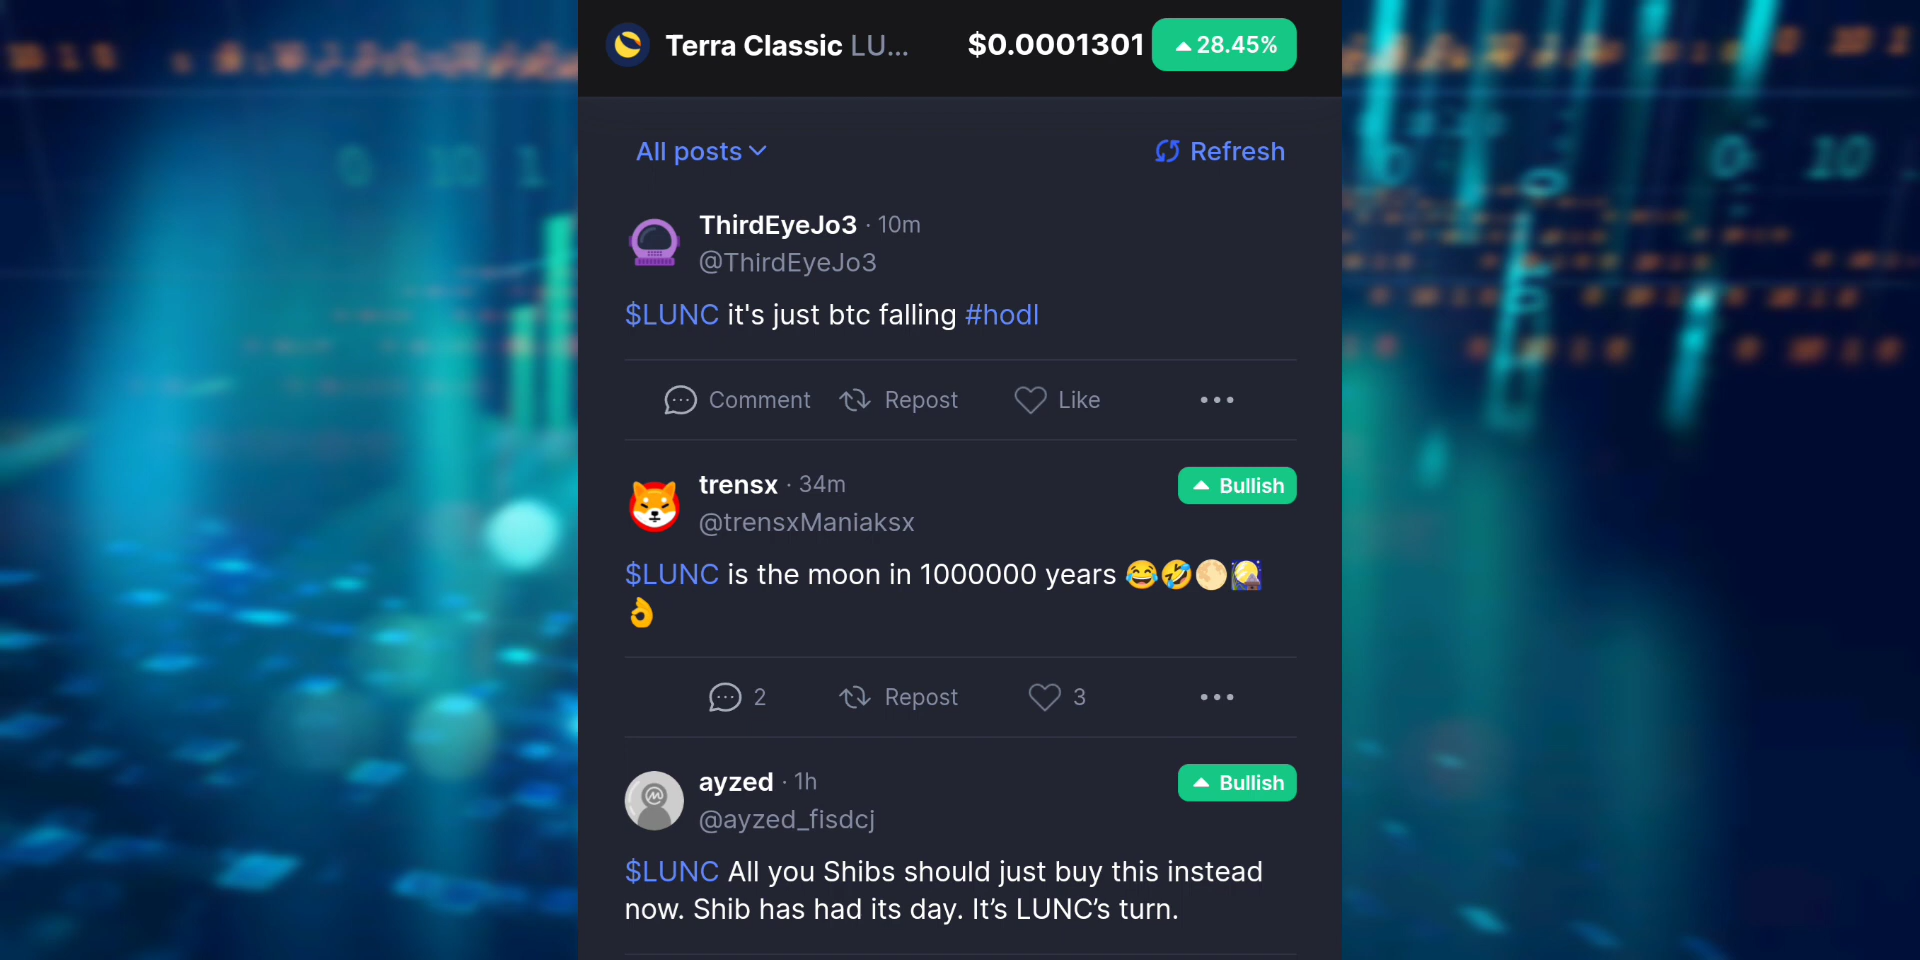 Terra Classic LU... $0.0001301 28.45%
All posts Refresh
ThirdEyeJo3 · 10m
@ThirdEyeJo3
$LUNC it's just btc falling #hodl
Comment Repost Like
trensx · 34m Bullish
@trensxManiaksx
$LUNC is the moon in 1000000 years 😂🤣🌕🎑
👌
2 Repost 3
ayzed · 1h Bullish
@ayzed_fisdcj
$LUNC All you Shibs should just buy this instead
now. Shib has had its day. It’s LUNC’s turn.